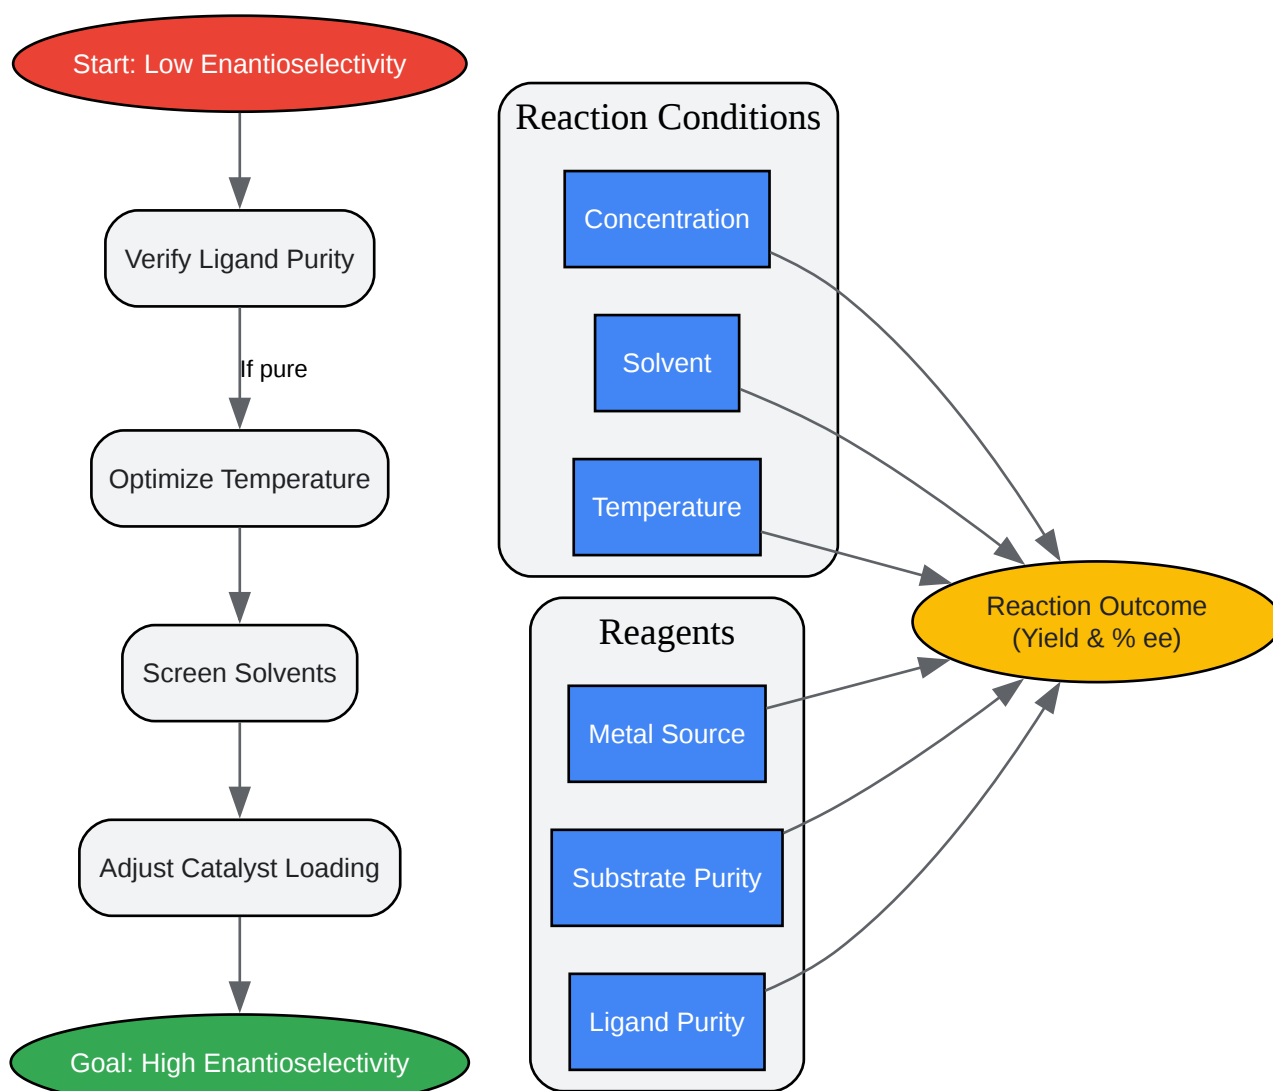 Start: Low Enantioselectivity
Verify Ligand Purity
If pure
Optimize Temperature
Screen Solvents
Adjust Catalyst Loading
Goal: High Enantioselectivity
Reaction Conditions
Concentration
Solvent
Temperature
Reagents
Metal Source
Substrate Purity
Ligand Purity
Reaction Outcome
(Yield & % ee)